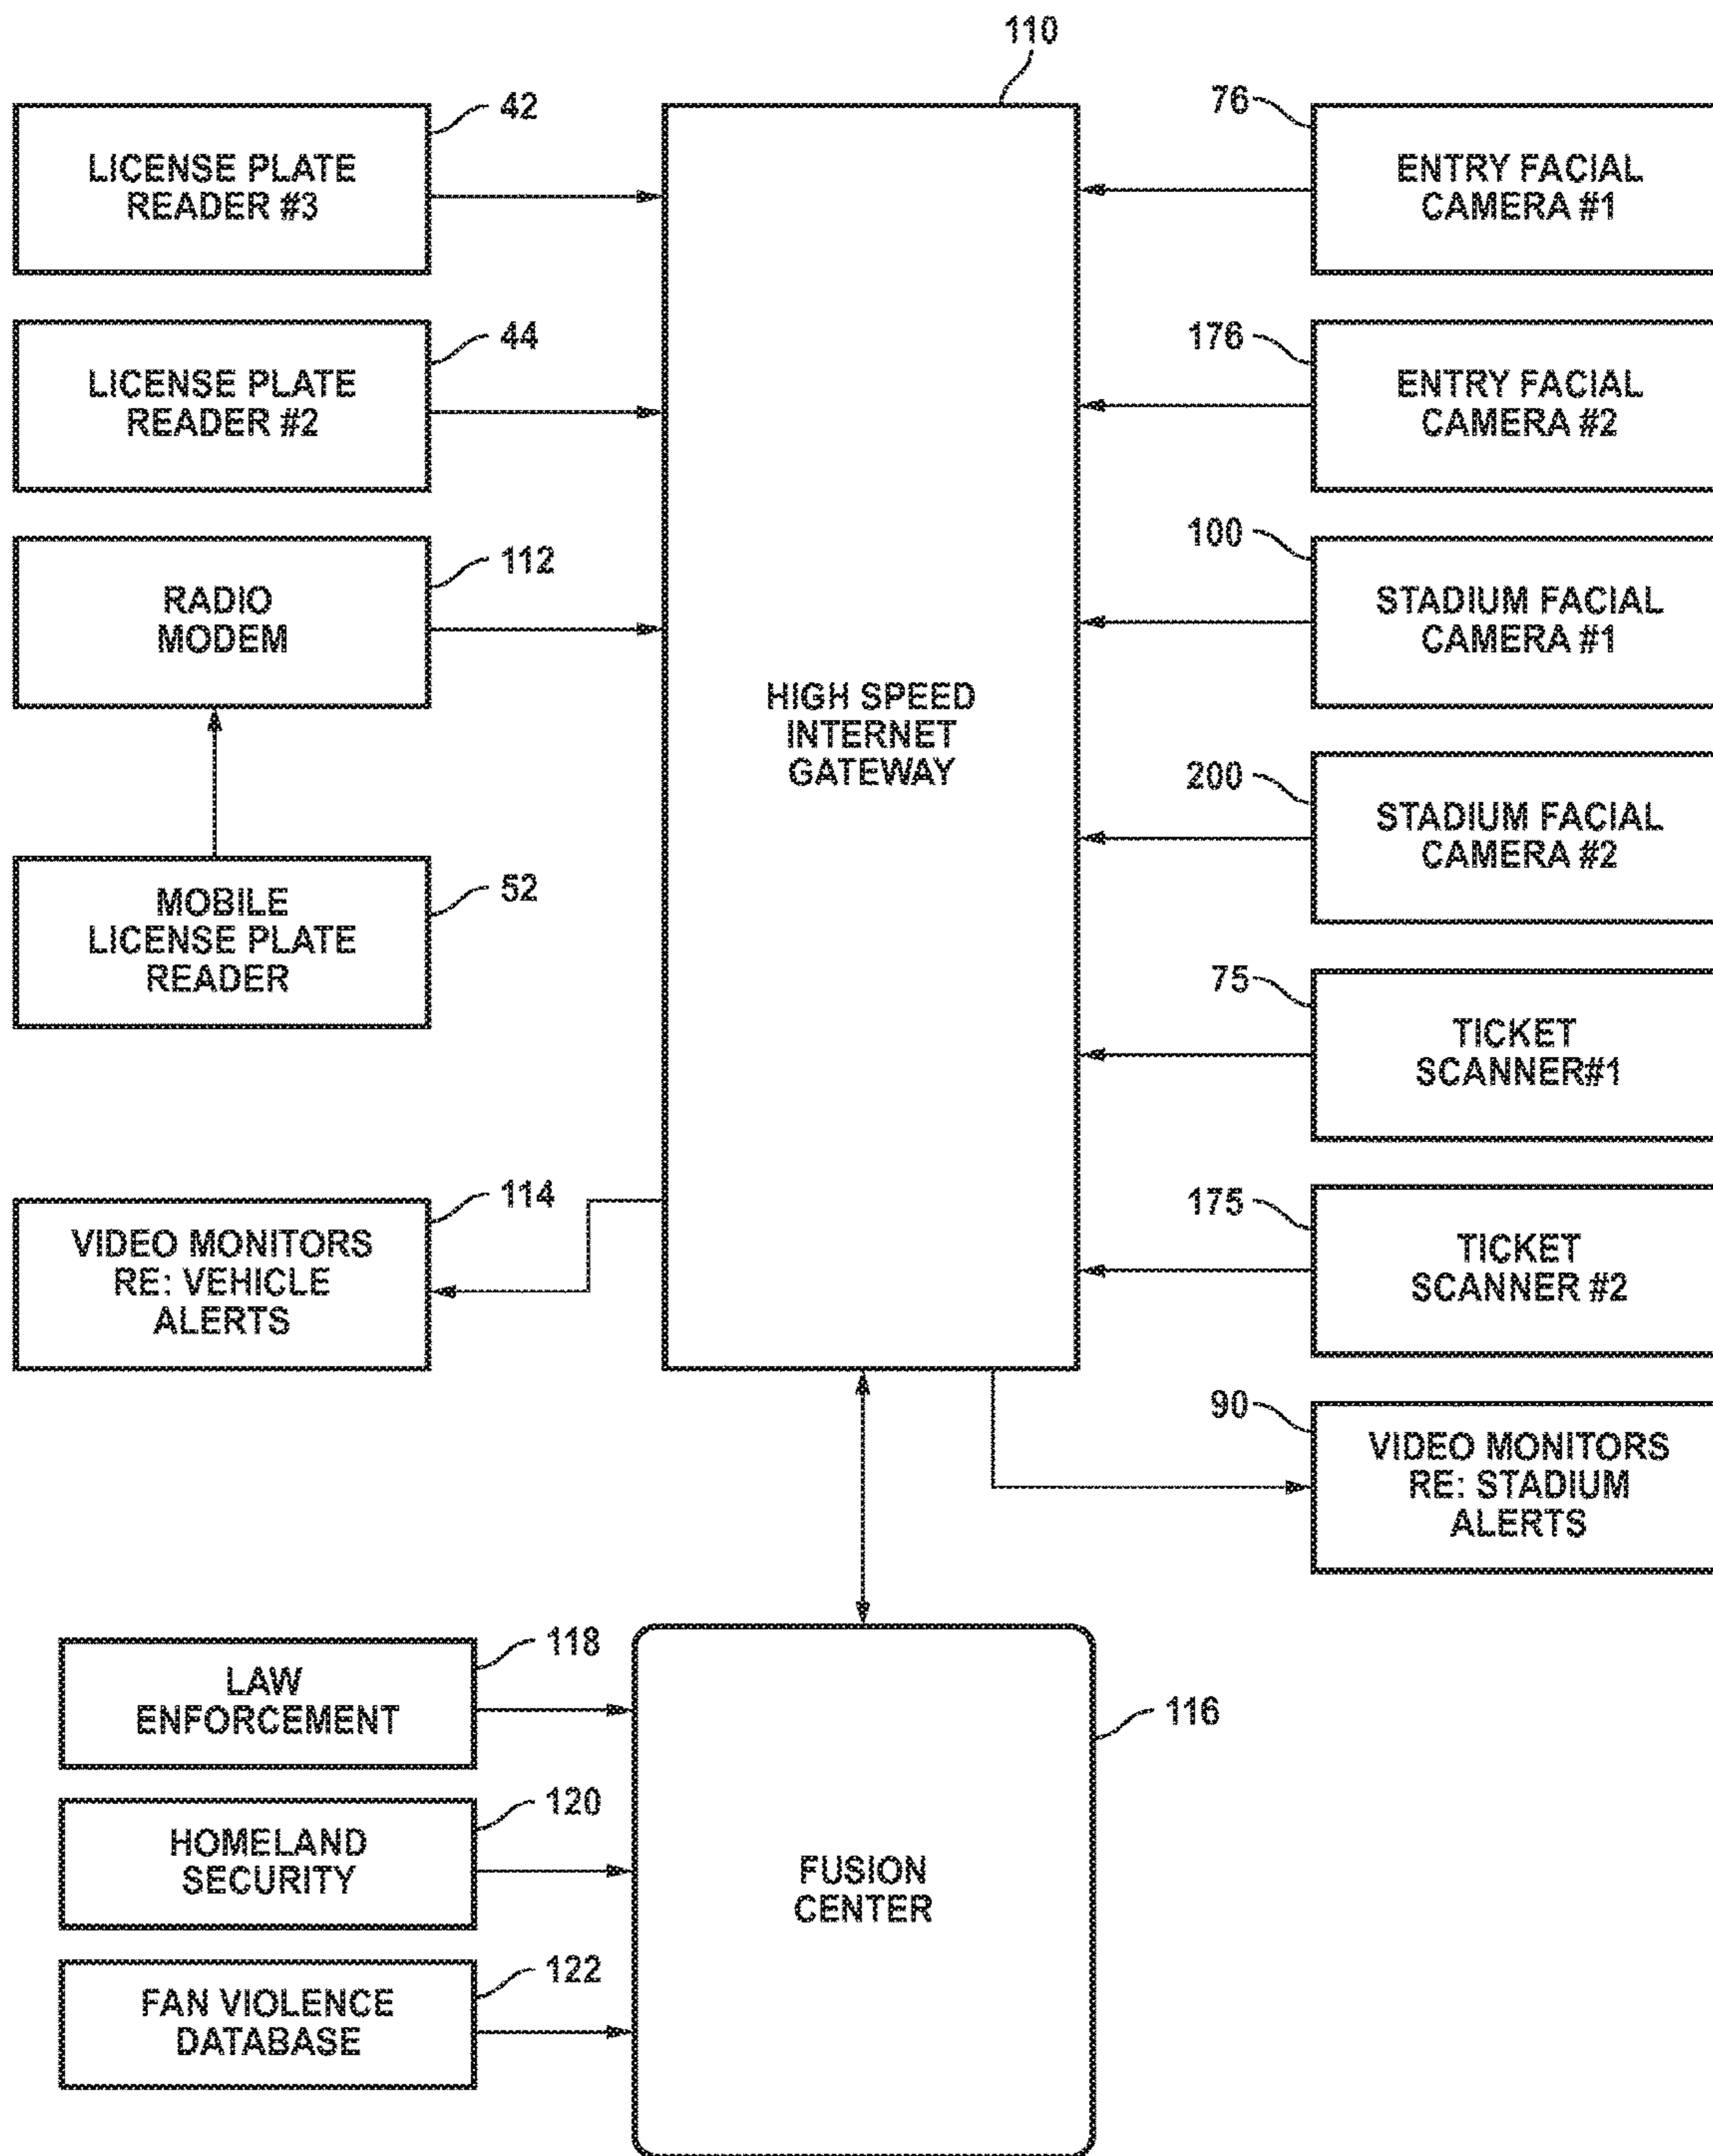 110
42
LICENSE PLATE
READER #3
76
ENTRY FACIAL
CAMERA #1
44
LICENSE PLATE
READER #2
176
ENTRY FACIAL
CAMERA #2
112
RADIO
MODEM
100
STADIUM FACIAL
CAMERA #1
HIGH SPEED
INTERNET
GATEWAY
200
STADIUM FACIAL
CAMERA #2
52
MOBILE
LICENSE PLATE
READER
75
TICKET
SCANNER#1
114
VIDEO MONITORS
RE: VEHICLE
ALERTS
175
TICKET
SCANNER #2
90
VIDEO MONITORS
RE: STADIUM
ALERTS
118
LAW
ENFORCEMENT
116
120
HOMELAND
SECURITY
FUSION
CENTER
122
FAN VIOLENCE
DATABASE